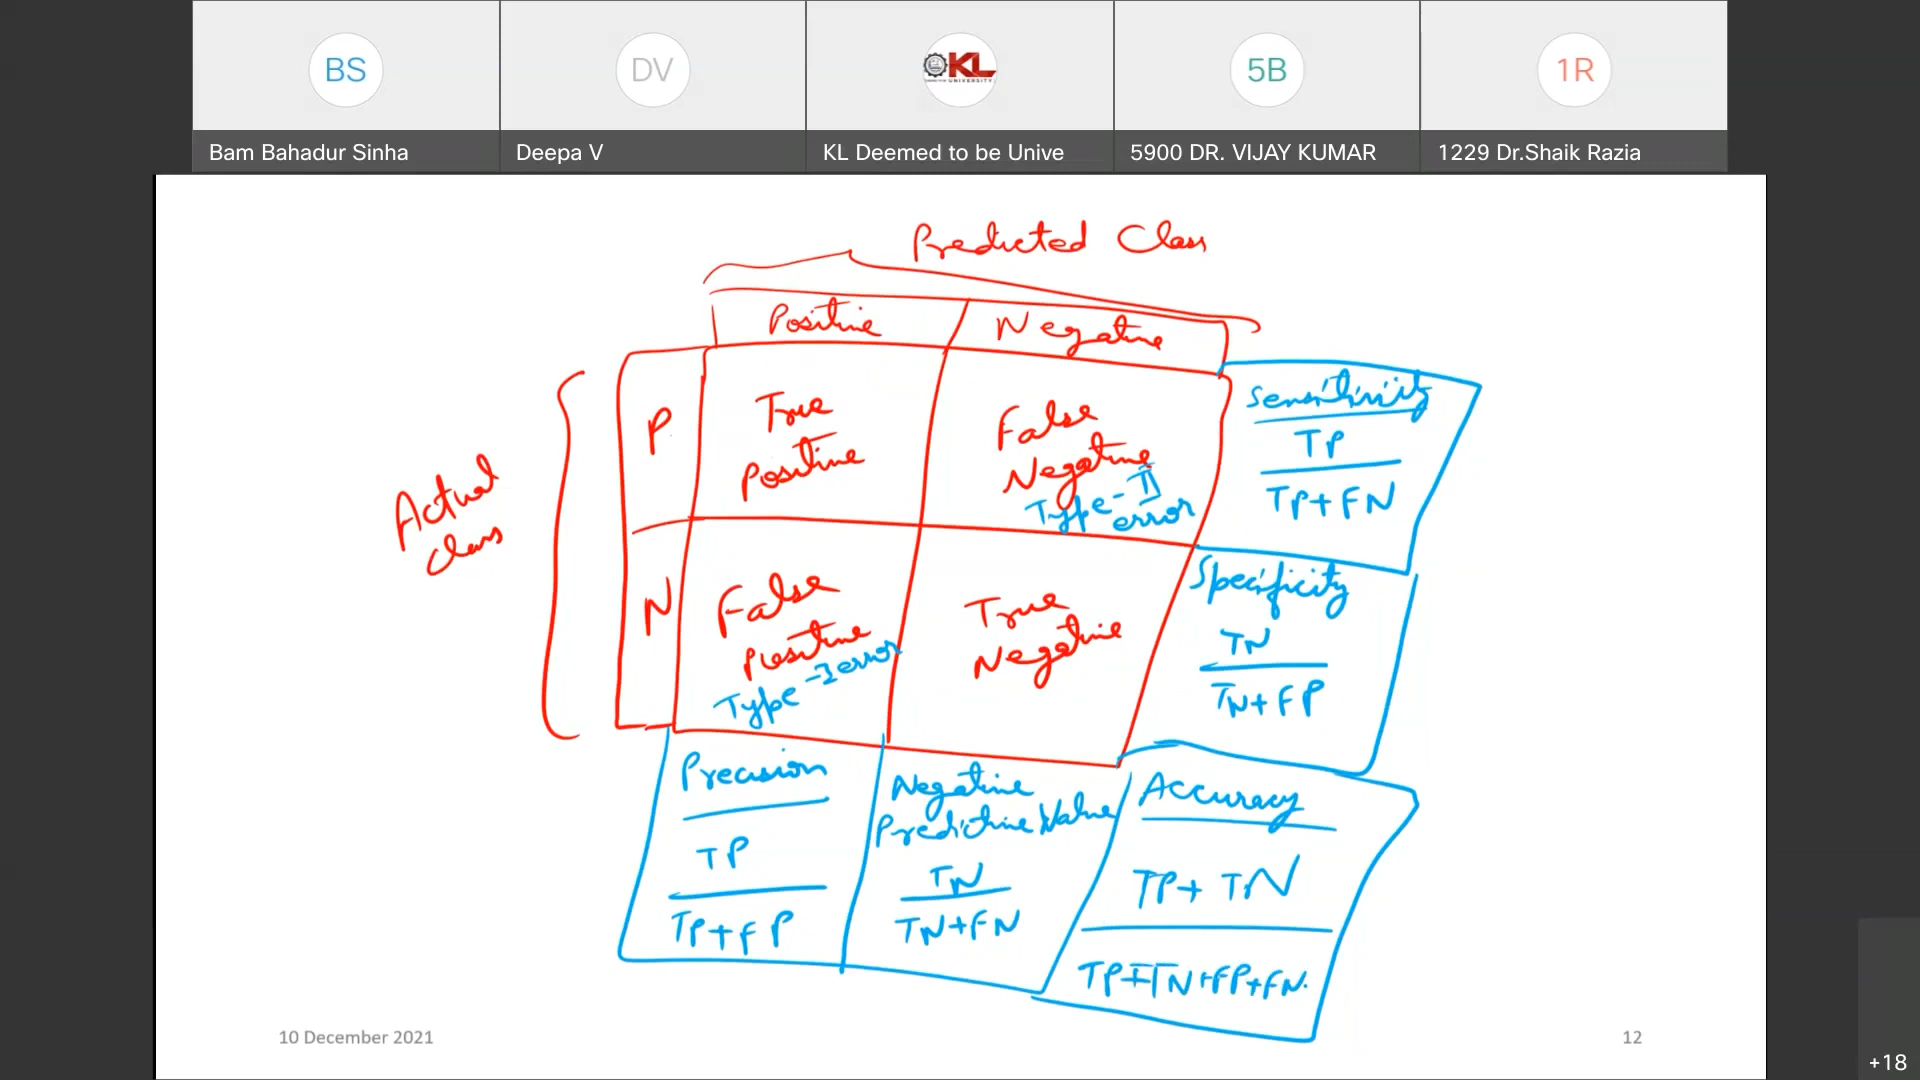 BS
DV
KL
UNIVERSITY
5B
1R
Bam Bahadur Sinha
Deepa V
KL Deemed to be Unive
5900 DR. VIJAY KUMAR
1229 Dr.Shaik Razia
Predicted Class
Positive
Negative
Actual
Class
P
True
Positive
False
Negative
Type-II
error
Sensitivity
TP
TP+FN
N
False
Positive
Type-I error
True
Negative
Specificity
TN
TN+FP
Precision
TP
TP+FP
Negative
Predictive Value
TN
TN+FN
Accuracy
TP+TN
TP+TN+FP+FN.
10 December 2021
12
+18